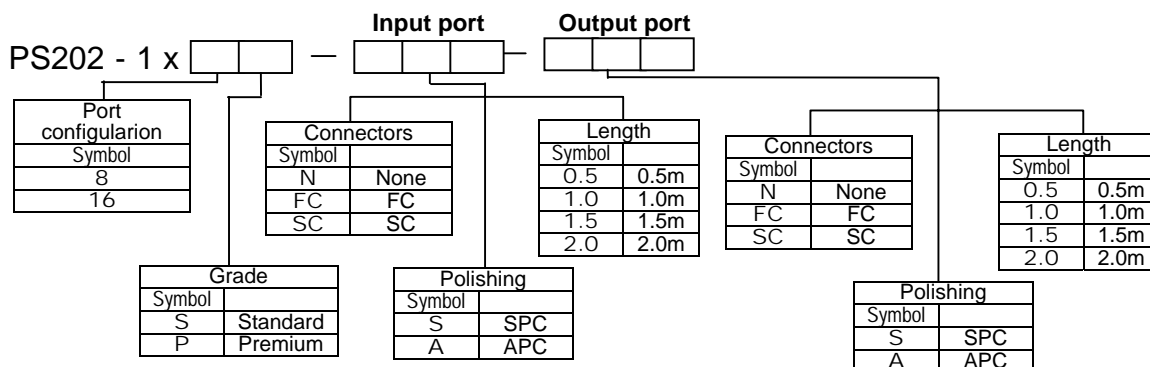 Input port Output port
PS202 - 1 x — —
Port
configularion
Symbol
8
16
Connectors
Symbol
N None
FC FC
SC SC
Length
Symbol
0.5 0.5m
1.0 1.0m
1.5 1.5m
2.0 2.0m
Connectors
Symbol
N None
FC FC
SC SC
Length
Symbol
0.5 0.5m
1.0 1.0m
1.5 1.5m
2.0 2.0m
Grade
Symbol
S Standard
P Premium
Polishing
Symbol
S SPC
A APC
Polishing
Symbol
S SPC
A APC